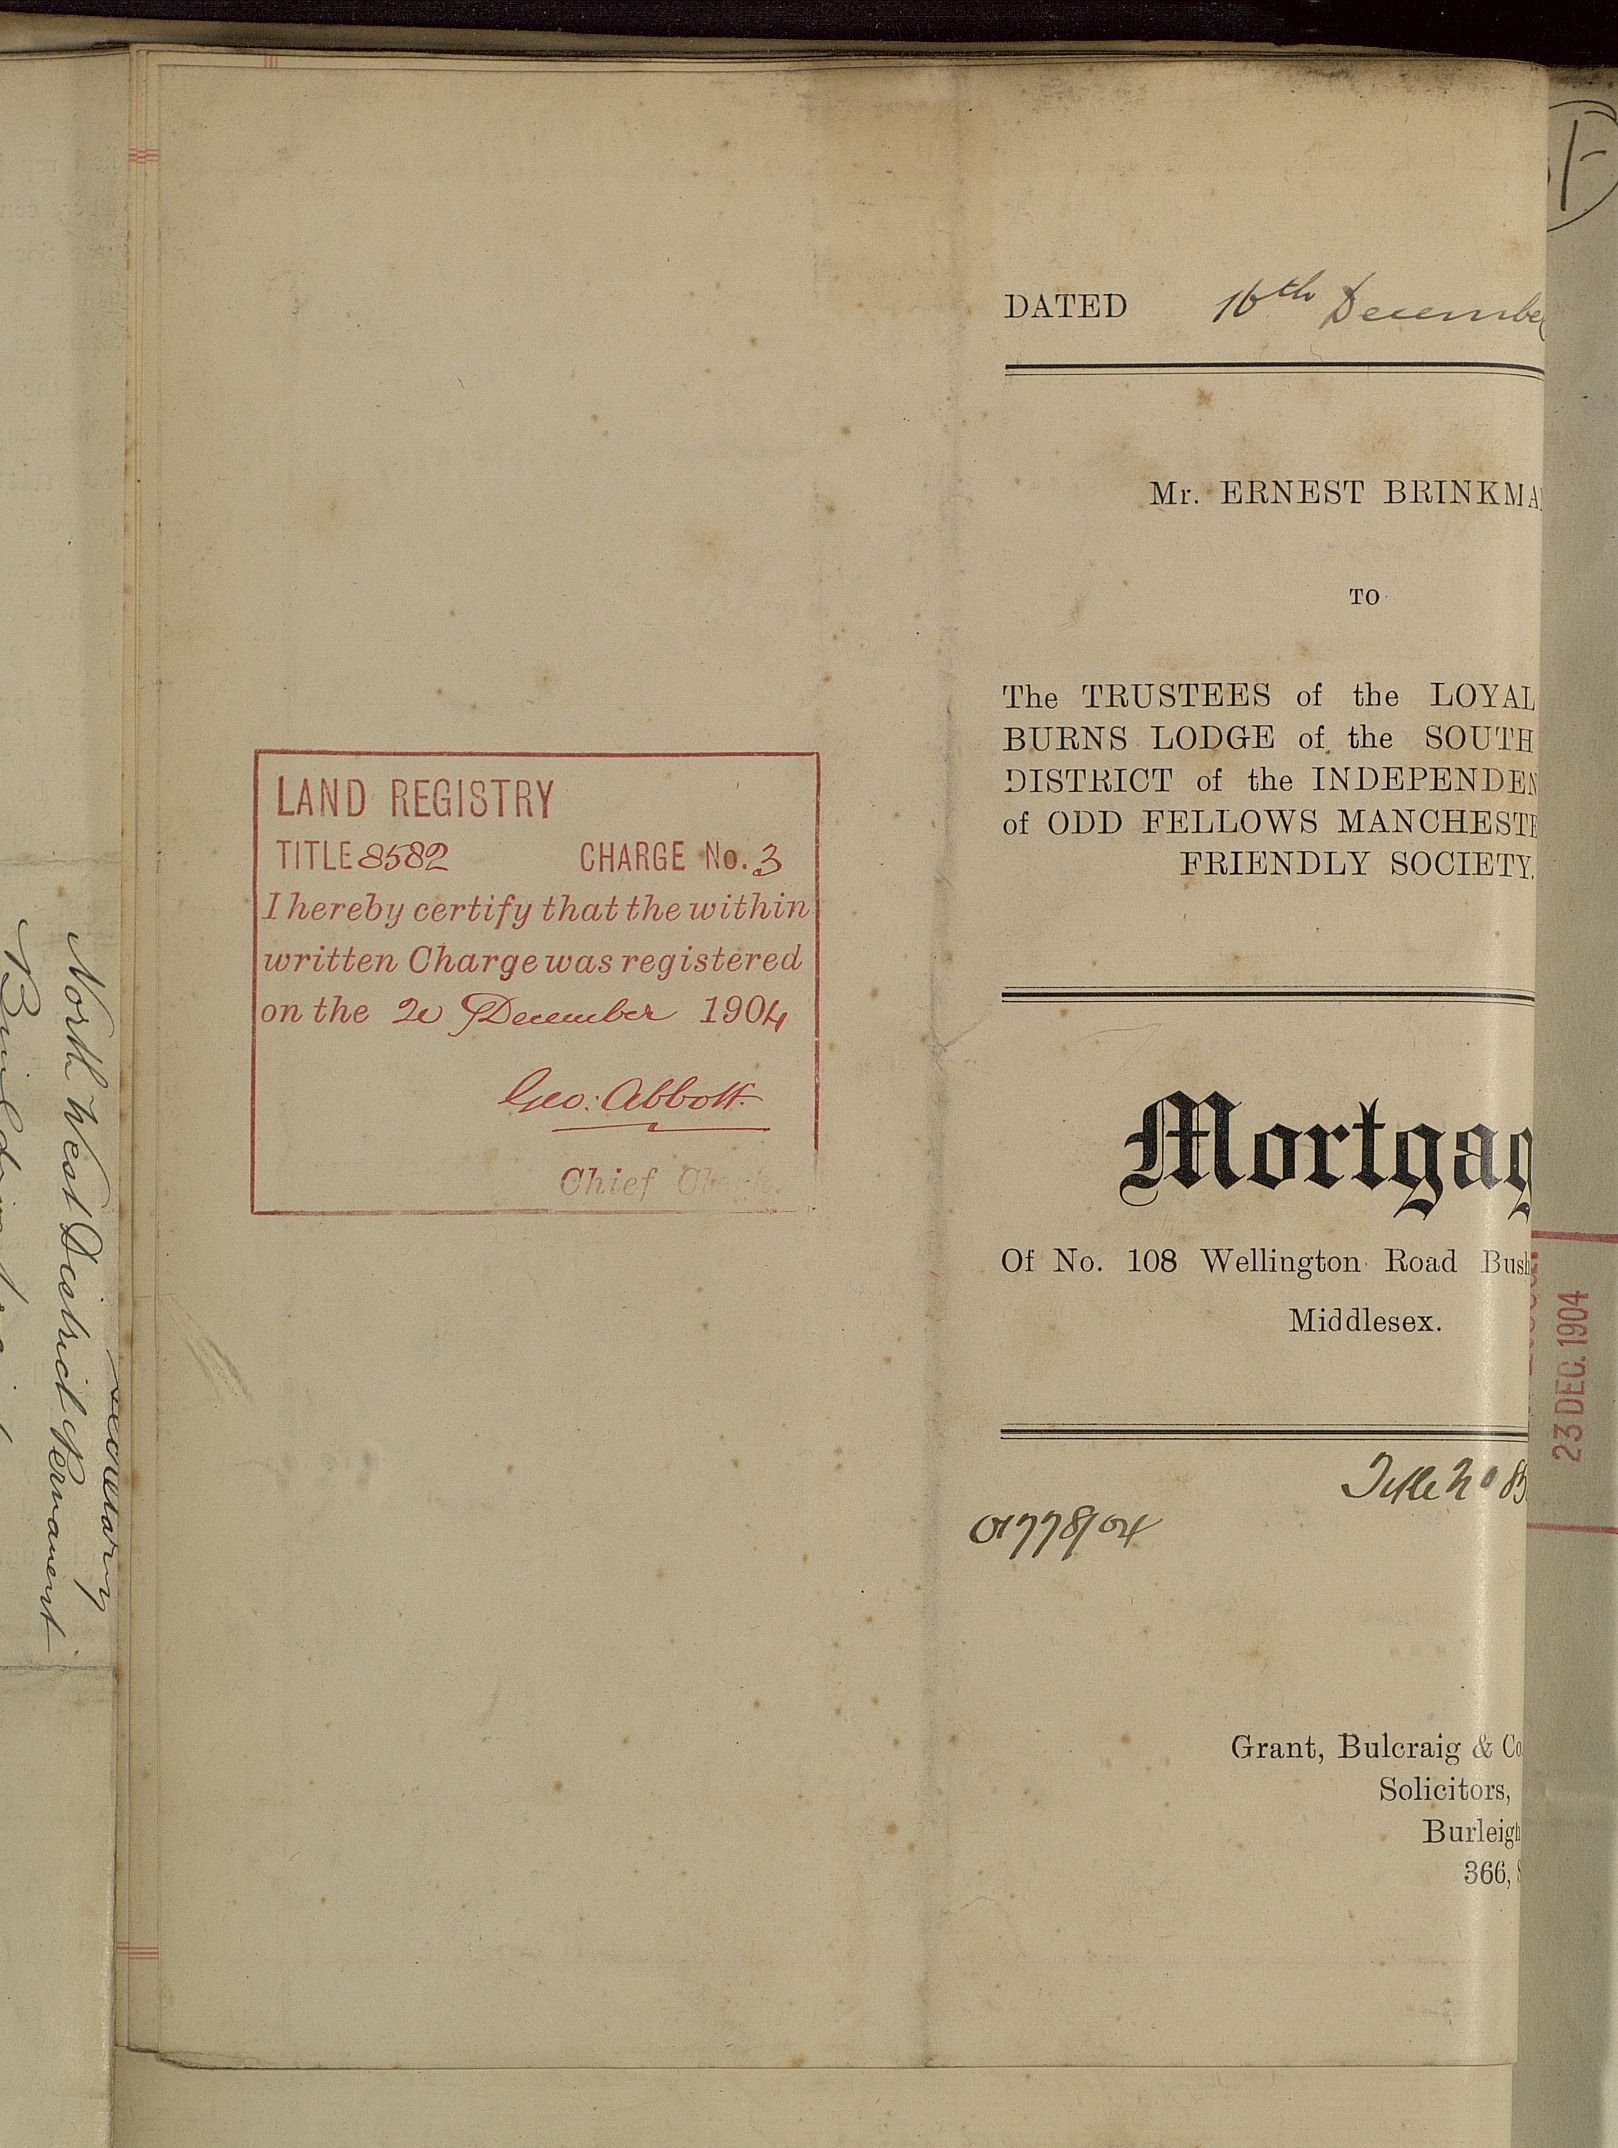 DATED 16th December
Mr. ERNEST BRINKMA
TO
The TRUSTEES of the LOYAL
BURNS LODGE of the SOUTH
DISTRICT of the INDEPENDEN
of ODD FELLOWS MANCHESTE
FRIENDLY SOCIETY.
Mortgag
Of No. 108 Wellington Road Bush
Middlesex.
Title No 85
01778/04
Grant, Bulcraig & Co
Solicitors,
Burleigh
366, S
LAND REGISTRY
TITLE 8582 CHARGE No. 3
I hereby certify that the within
written Charge was registered
on the 20 December 1904
Geo: Abbott
Chief Clerk.
23 DEC. 1904
Secretary
North West District Permanent